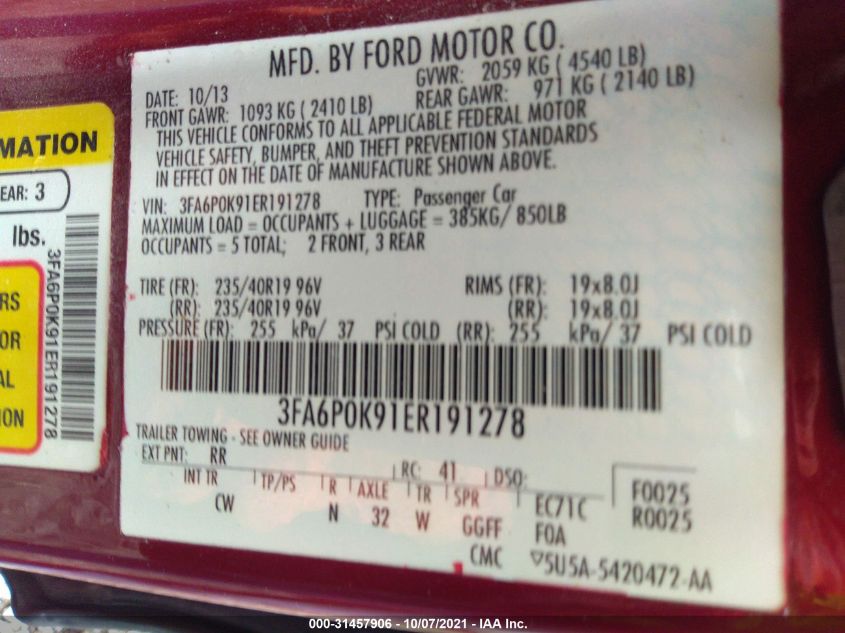 MFD. BY FORD MOTOR CO.
DATE: 10/13
GVWR: 2059 KG ( 4540 LB)
FRONT GAWR: 1093 KG ( 2410 LB)
REAR GAWR: 971 KG ( 2140 LB)
THIS VEHICLE CONFORMS TO ALL APPLICABLE FEDERAL MOTOR
VEHICLE SAFETY, BUMPER, AND THEFT PREVENTION STANDARDS
IN EFFECT ON THE DATE OF MANUFACTURE SHOWN ABOVE.
VIN: 3FA6P0K91ER191278 TYPE: Passenger Car
MAXIMUM LOAD = OCCUPANTS + LUGGAGE = 385KG/ 850LB
OCCUPANTS = 5 TOTAL; 2 FRONT, 3 REAR
TIRE (FR): 235/40R19 96V RIMS (FR): 19x8.0J
(RR): 235/40R19 96V (RR): 19x8.0J
PRESSURE (FR): 255 kPa/ 37 PSI COLD (RR): 255 kPa/ 37 PSI COLD
3FA6P0K91ER191278
TRAILER TOWING - SEE OWNER GUIDE
EXT PNT: RR RC: 41 DSO:
INT TR TP/PS R AXLE TR SPR
CW N 32 W GGFF
EC71C
F0A
F0025
R0025
CMC ▽5U5A-5420472-AA
MATION
EAR: 3
lbs.
3FA6P0K91ER191278
RS
OR
AL
ION
000-31457906 - 10/07/2021 - IAA Inc.